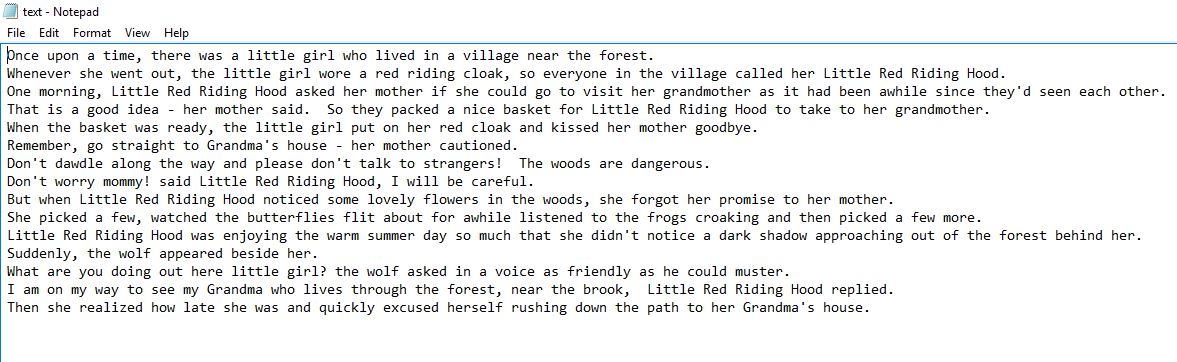 text - Notepad
File Edit Format View Help
Once upon a time, there was a little girl who lived in a village near the forest.
Whenever she went out, the little girl wore a red riding cloak, so everyone in the village called her Little Red Riding Hood.
One morning, Little Red Riding Hood asked her mother if she could go to visit her grandmother as it had been awhile since they'd seen each other.
That is a good idea - her mother said.  So they packed a nice basket for Little Red Riding Hood to take to her grandmother.
When the basket was ready, the little girl put on her red cloak and kissed her mother goodbye.
Remember, go straight to Grandma's house - her mother cautioned.
Don't dawdle along the way and please don't talk to strangers!  The woods are dangerous.
Don't worry mommy! said Little Red Riding Hood, I will be careful.
But when Little Red Riding Hood noticed some lovely flowers in the woods, she forgot her promise to her mother.
She picked a few, watched the butterflies flit about for awhile listened to the frogs croaking and then picked a few more.
Little Red Riding Hood was enjoying the warm summer day so much that she didn't notice a dark shadow approaching out of the forest behind her.
Suddenly, the wolf appeared beside her.
What are you doing out here little girl? the wolf asked in a voice as friendly as he could muster.
I am on my way to see my Grandma who lives through the forest, near the brook,  Little Red Riding Hood replied.
Then she realized how late she was and quickly excused herself rushing down the path to her Grandma's house.